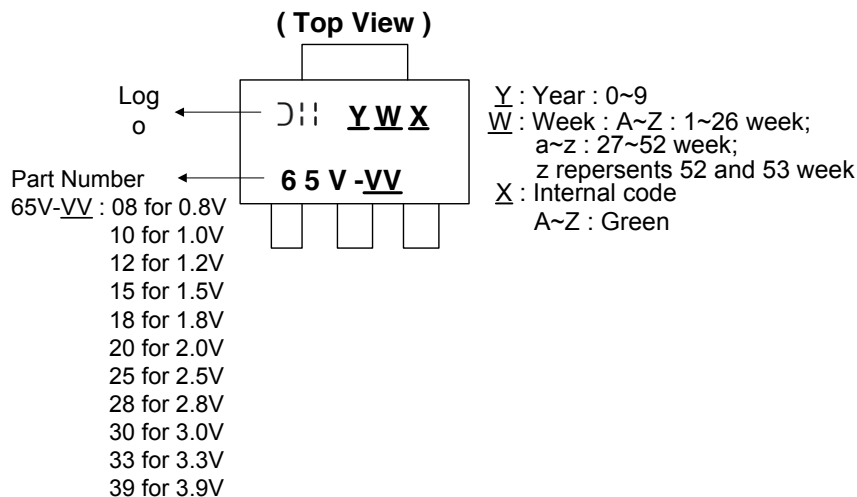 ( Top View )
Log
o
Y W X
Y : Year : 0~9
W : Week : A~Z : 1~26 week;
a~z : 27~52 week;
z repersents 52 and 53 week
X : Internal code
A~Z : Green
Part Number
6 5 V -VV
65V-VV : 08 for 0.8V
10 for 1.0V
12 for 1.2V
15 for 1.5V
18 for 1.8V
20 for 2.0V
25 for 2.5V
28 for 2.8V
30 for 3.0V
33 for 3.3V
39 for 3.9V